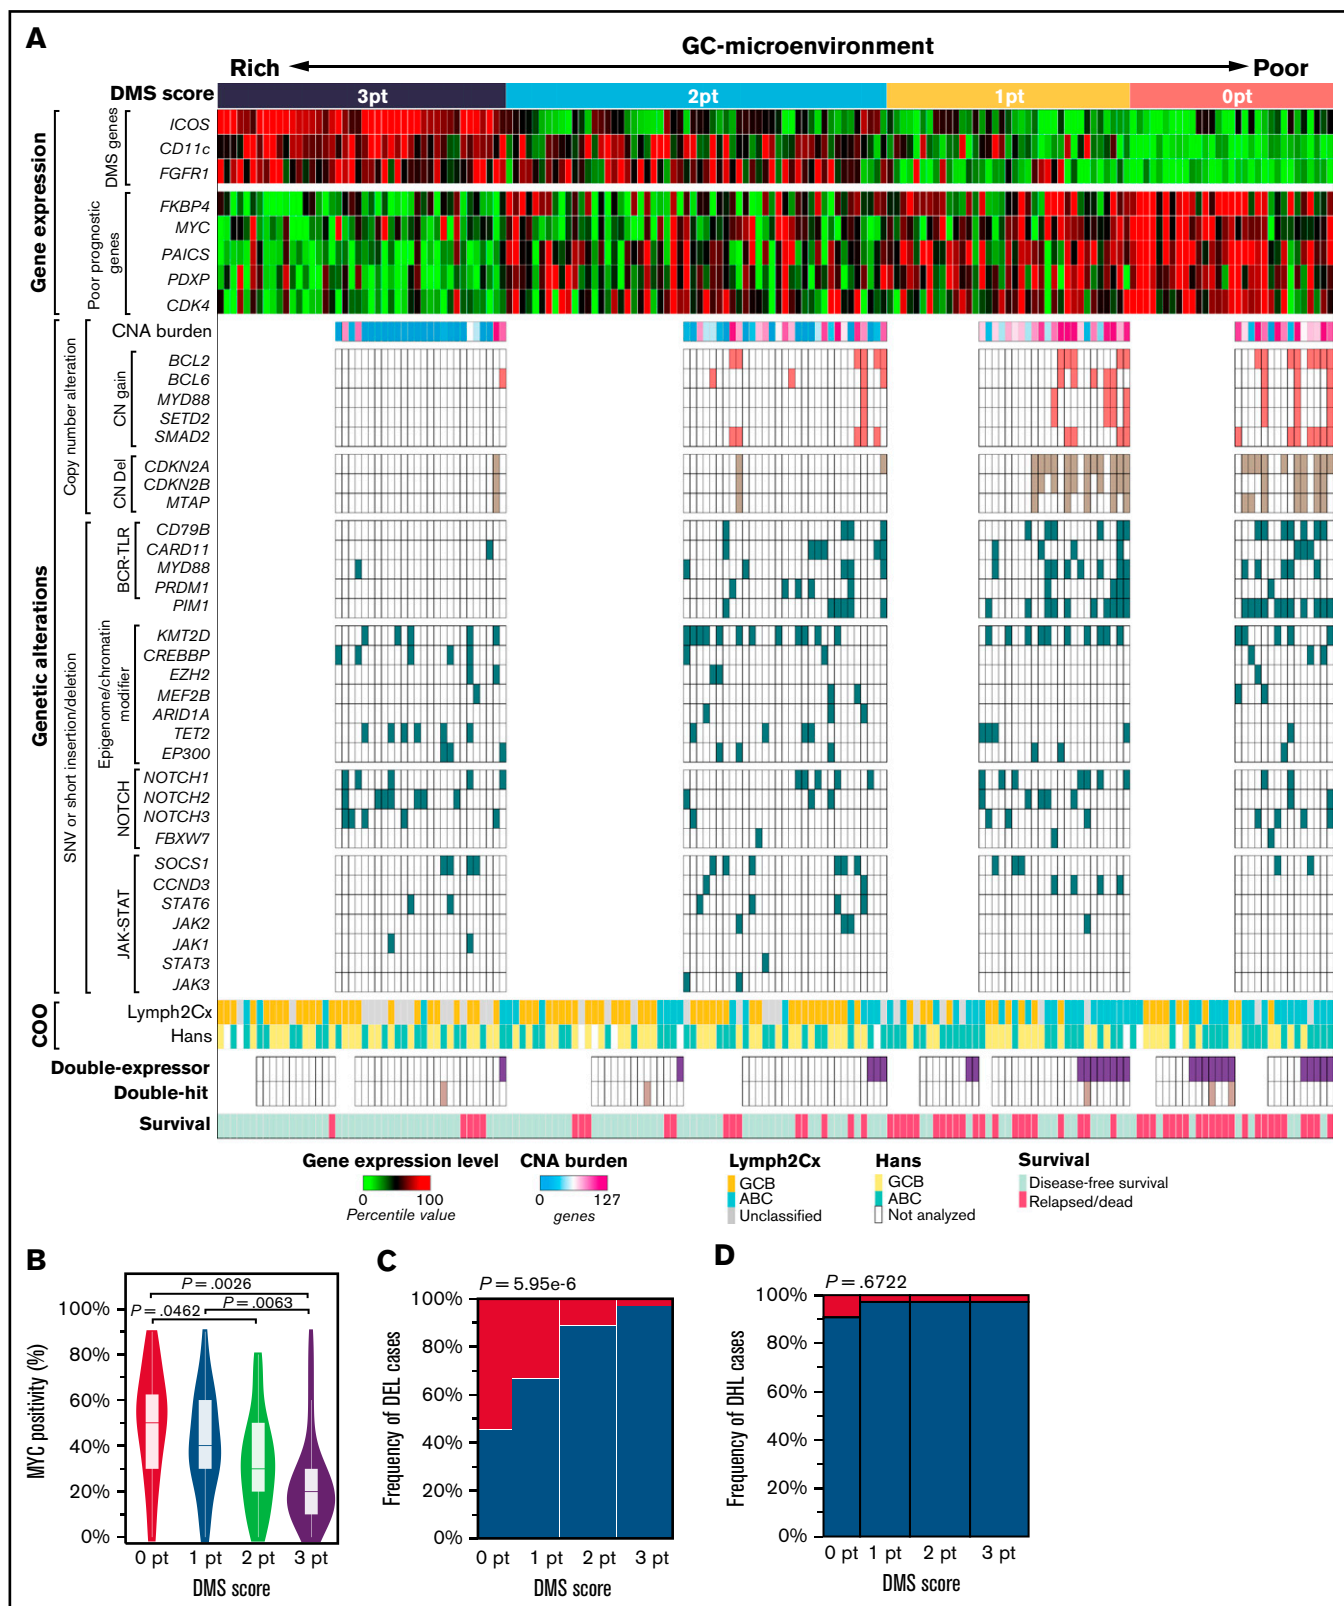 A
GC-microenvironment
Rich
Poor
DMS score
3pt
2pt
1pt
0pt
Gene expression
DMS genes
ICOS
CD11c
FGFR1
Poor prognostic
genes
FKBP4
MYC
PAICS
PDXP
CDK4
Genetic alterations
Copy number alteration
CNA burden
CN gain
BCL2
BCL6
MYD88
SETD2
SMAD2
CN Del
CDKN2A
CDKN2B
MTAP
SNV or short insertion/deletion
BCR-TLR
CD79B
CARD11
MYD88
PRDM1
PIM1
Epigenome/chromatin
modifier
KMT2D
CREBBP
EZH2
MEF2B
ARID1A
TET2
EP300
NOTCH
NOTCH1
NOTCH2
NOTCH3
FBXW7
JAK-STAT
SOCS1
CCND3
STAT6
JAK2
JAK1
STAT3
JAK3
COO
Lymph2Cx
Hans
Double-expressor
Double-hit
Survival
Gene expression level
0 100
Percentile value
CNA burden
0 127
genes
Lymph2Cx
GCB
ABC
Unclassified
Hans
GCB
ABC
Not analyzed
Survival
Disease-free survival
Relapsed/dead
B
MYC positivity (%)
P = .0026
P = .0462
P = .0063
100%
80%
60%
40%
20%
0%
0 pt 1 pt 2 pt 3 pt
DMS score
C
Frequency of DEL cases
P = 5.95e-6
100%
80%
60%
40%
20%
0%
0 pt 1 pt 2 pt 3 pt
DMS score
D
Frequency of DHL cases
P = .6722
100%
80%
60%
40%
20%
0%
0 pt 1 pt 2 pt 3 pt
DMS score